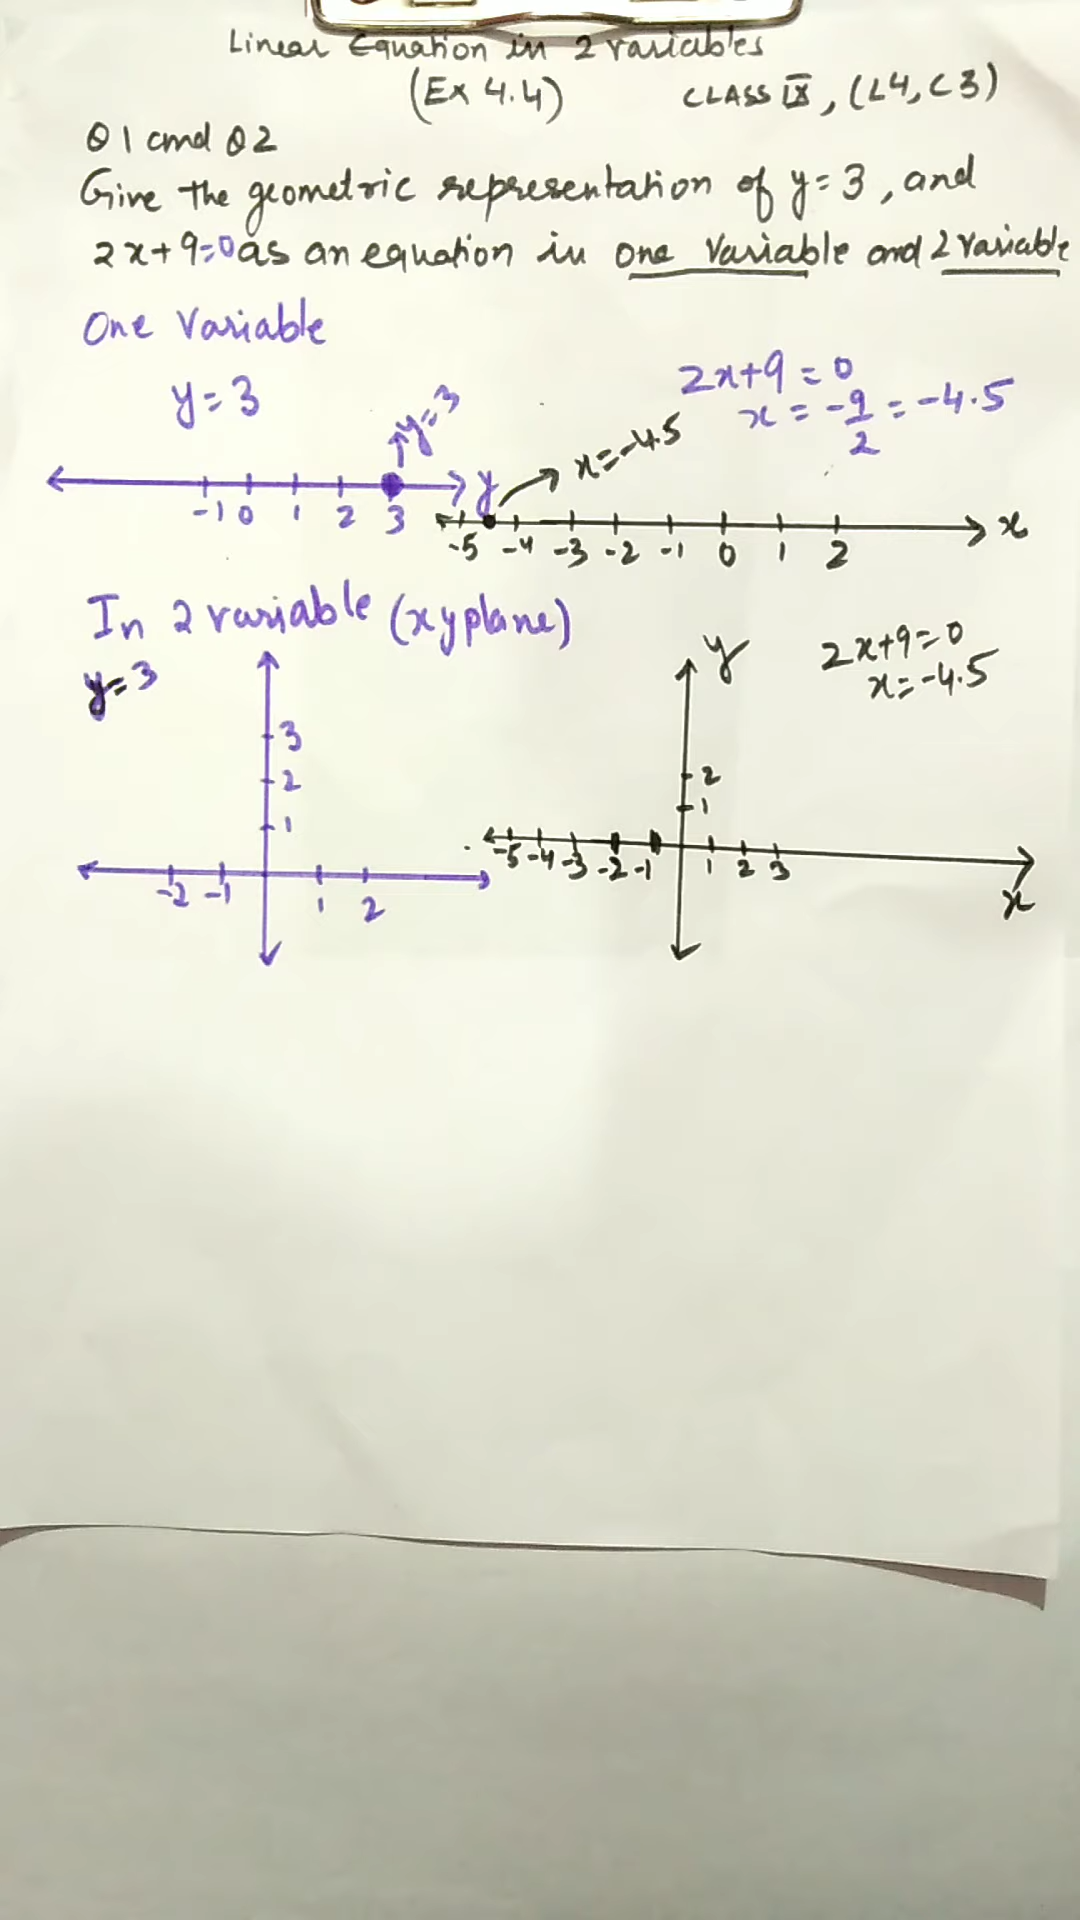 Linear Equation in 2 variables
(Ex 4.4) CLASS IX, (L4, C3)
Q1 and Q2
Give the geometric representation of y=3, and
2x+9=0 as an equation in one variable and 2 variable
One Variable
y=3
2x+9=0
x = -9/2 = -4.5
y=3
x=-4.5
-1 0 1 2 3 y
-5 -4 -3 -2 -1 0 1 2 x
In 2 variable (xy plane)
y=3
3
2
1
-2 -1 1 2
y
2x+9=0
x=-4.5
2
1
-5 -4 -3 -2 -1 1 2 3
x